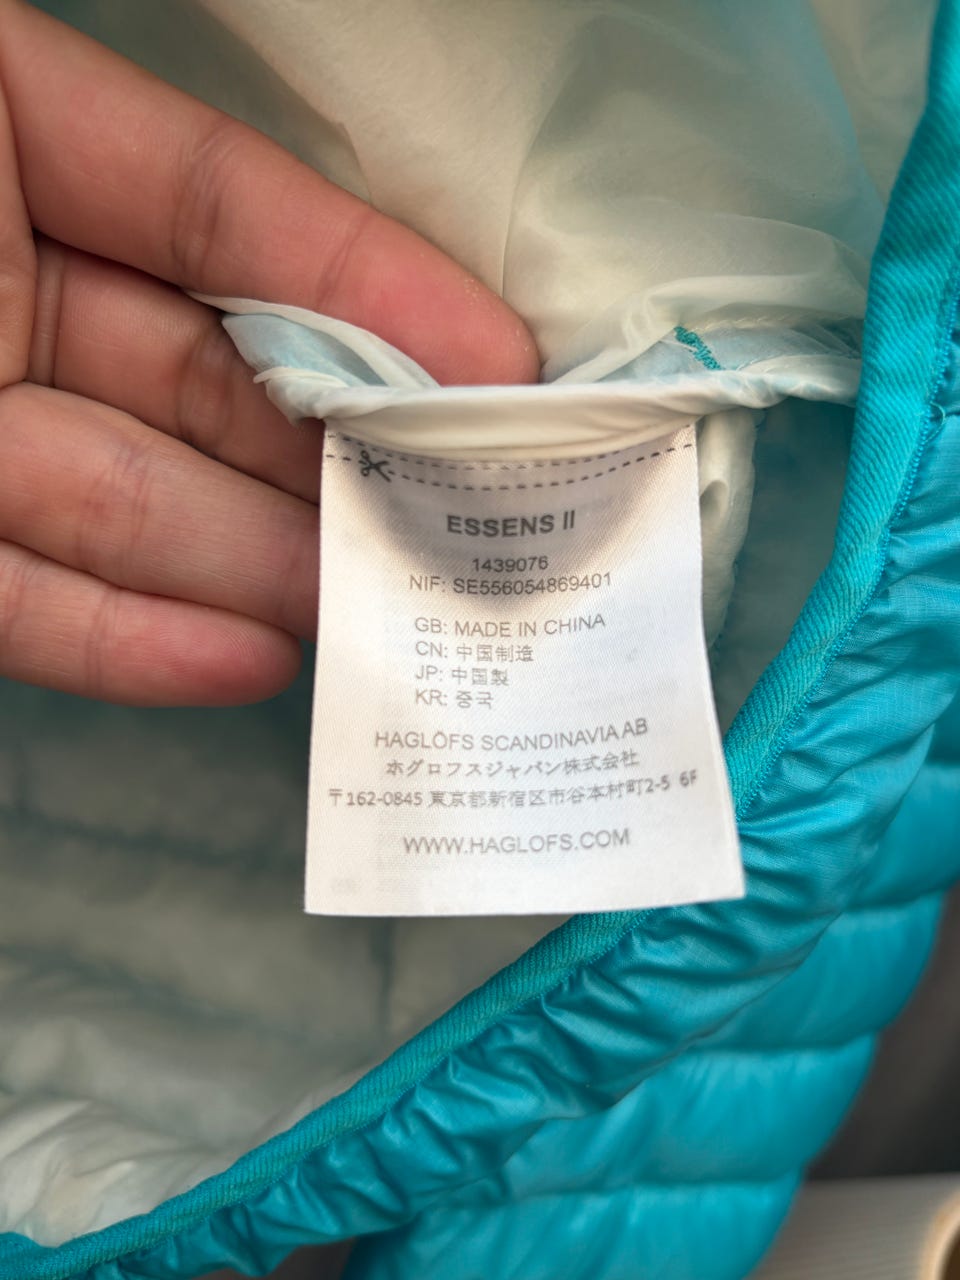 ESSENS II
1439076
NIF: SE556054869401
GB: MADE IN CHINA
CN: 中国制造
JP: 中国製
KR: 중국
HAGLÖFS SCANDINAVIA AB
ホグロフスジャパン株式会社
〒162-0845 東京都新宿区市谷本村町2-5 6F
WWW.HAGLOFS.COM